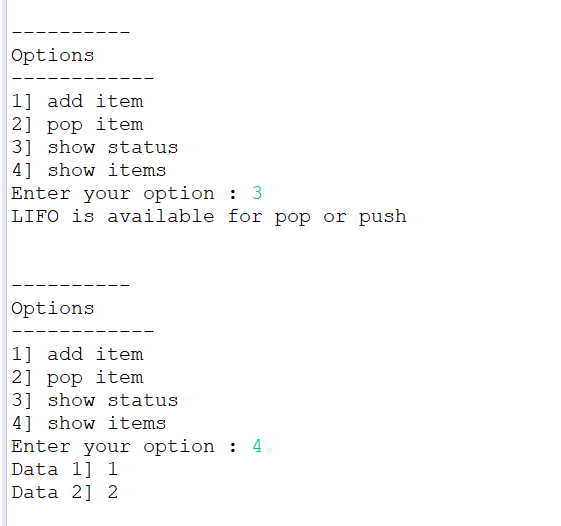 ----------
Options
------------
1] add item
2] pop item
3] show status
4] show items
Enter your option : 3
LIFO is available for pop or push
----------
Options
------------
1] add item
2] pop item
3] show status
4] show items
Enter your option : 4
Data 1] 1
Data 2] 2